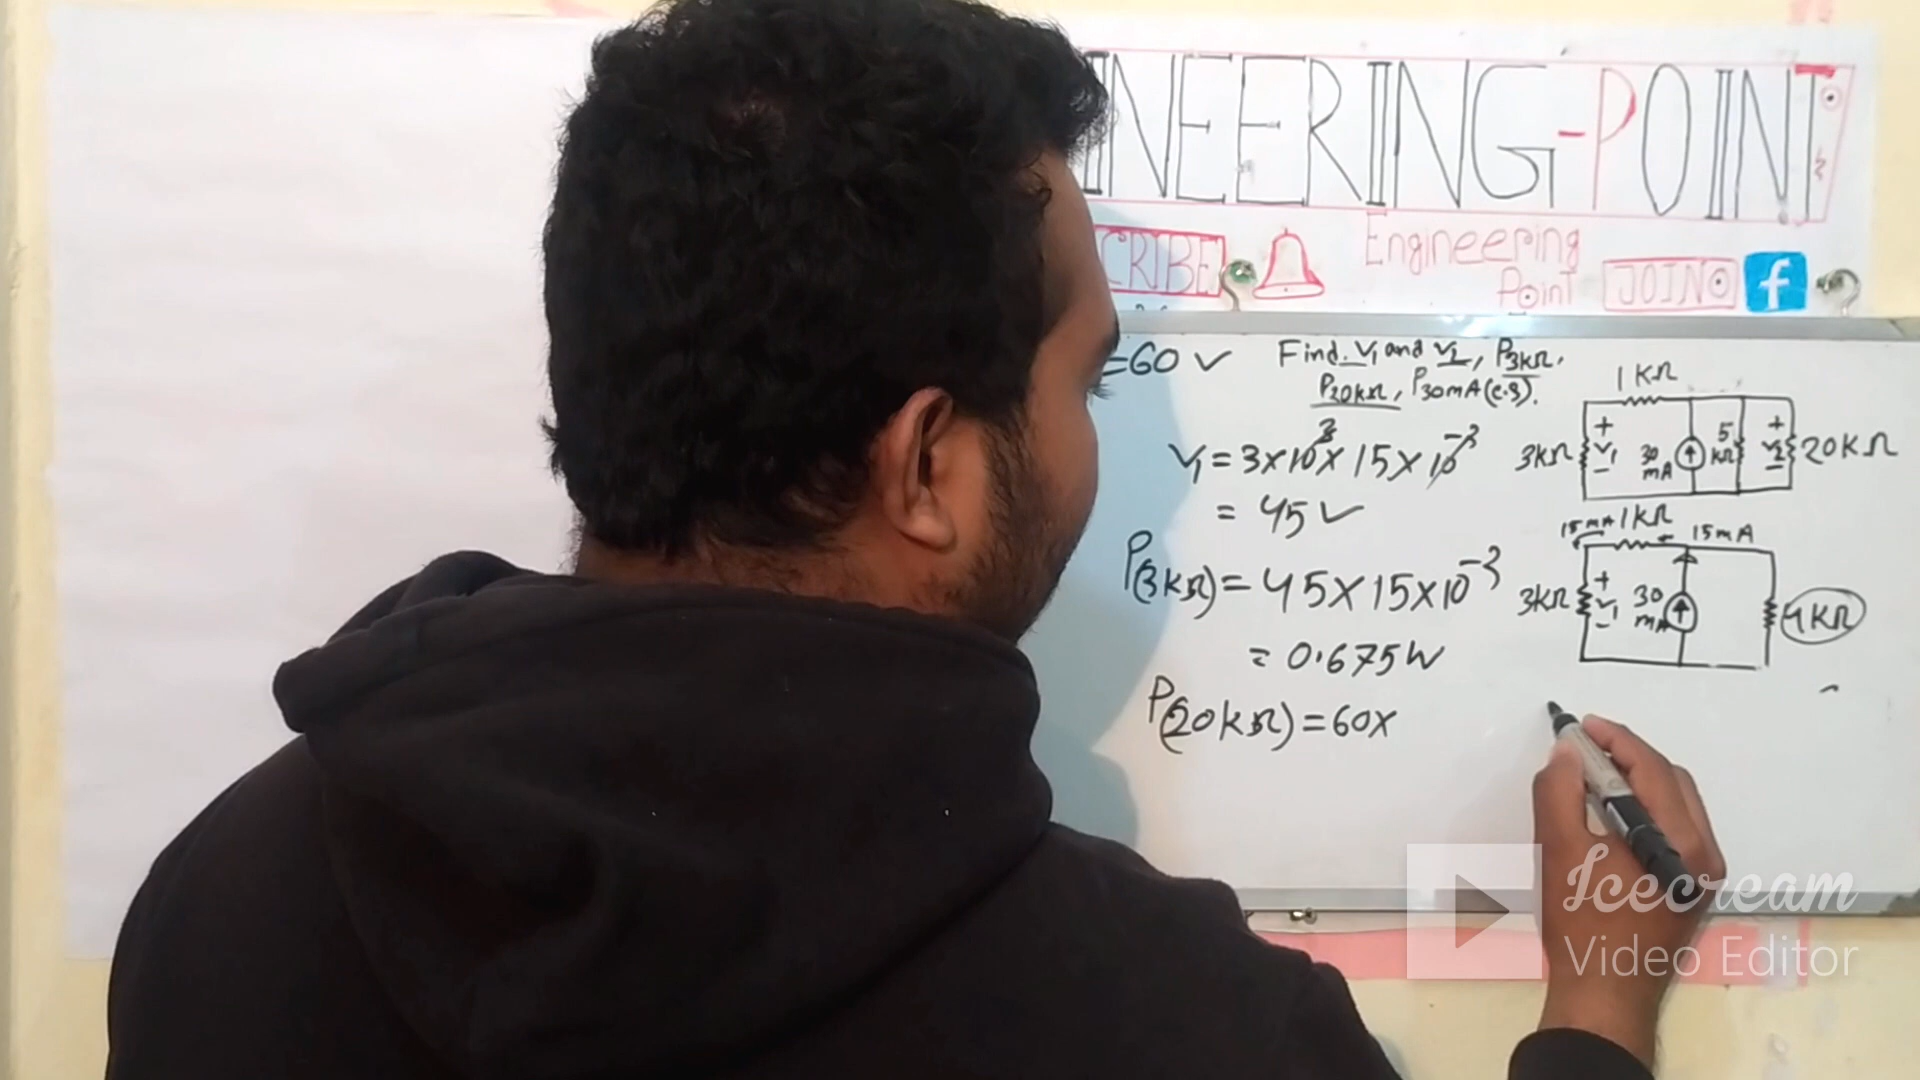 INEERING-POINT
CRIBE
Engineering
Point
JOIN
f
=60 V
Find V₁ and V₂, P3kΩ,
P20kΩ, P30mA(c.s).
V₁ = 3×10³× 15×10⁻³
= 45 V
P(3kΩ) = 45×15×10⁻³
= 0.675W
P(20kΩ) = 60×
1KΩ
3KΩ
+
V₁
-
30
mA
5
KΩ
+
V₂
-
20KΩ
15mA
1KΩ
15mA
3KΩ
+
V₁
-
30
mA
4KΩ
Icecream
Video Editor